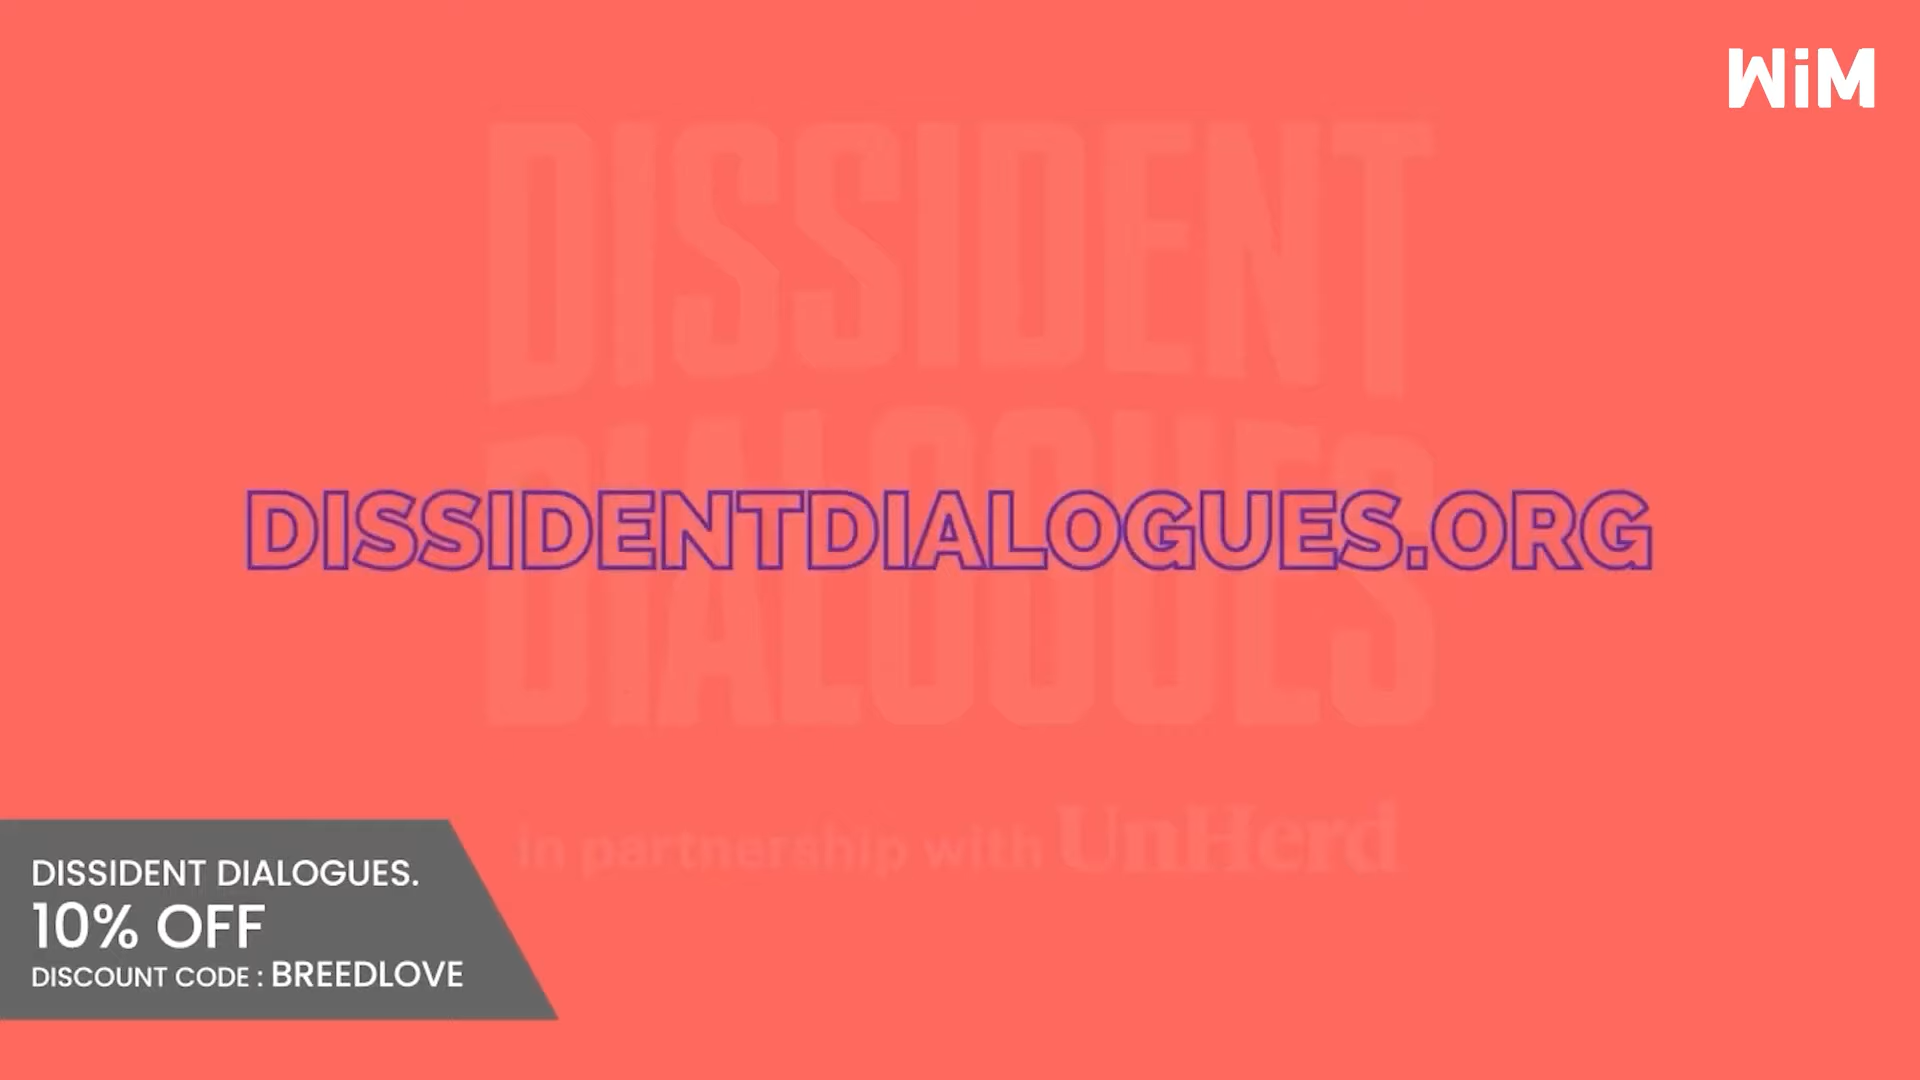 WiM
DISSIDENT
DIALOGUES
DISSIDENTDIALOGUES.ORG
in partnership with UnHerd
DISSIDENT DIALOGUES.
10% OFF
DISCOUNT CODE : BREEDLOVE